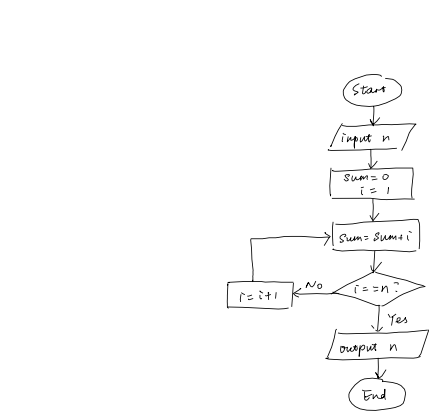 Start
input n
sum=0
i = 1
sum=sum+i
i==n?
No
i=i+1
Yes
output n
End